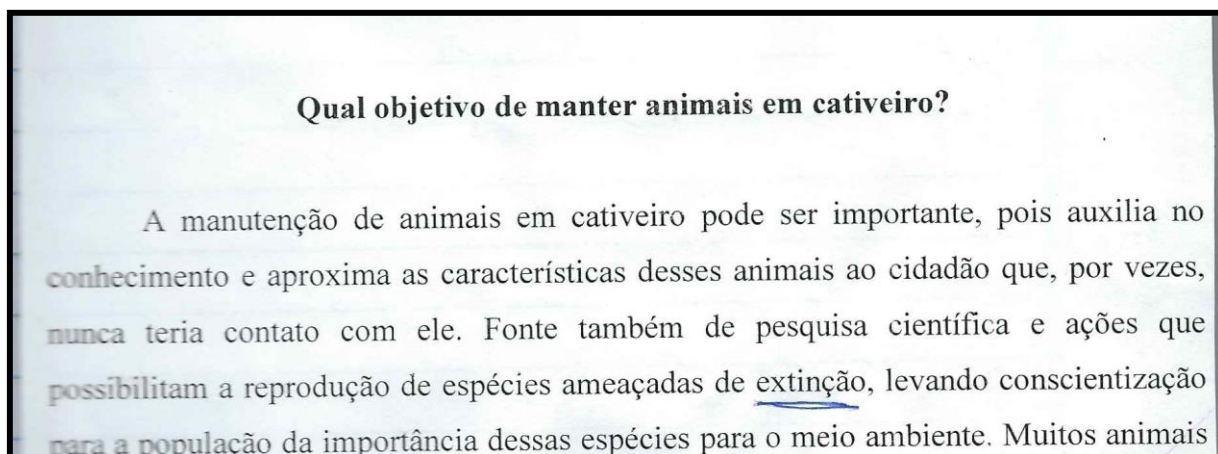 Qual objetivo de manter animais em cativeiro?
A manutenção de animais em cativeiro pode ser importante, pois auxilia no
conhecimento e aproxima as características desses animais ao cidadão que, por vezes,
nunca teria contato com ele. Fonte também de pesquisa científica e ações que
possibilitam a reprodução de espécies ameaçadas de extinção, levando conscientização
para a população da importância dessas espécies para o meio ambiente. Muitos animais